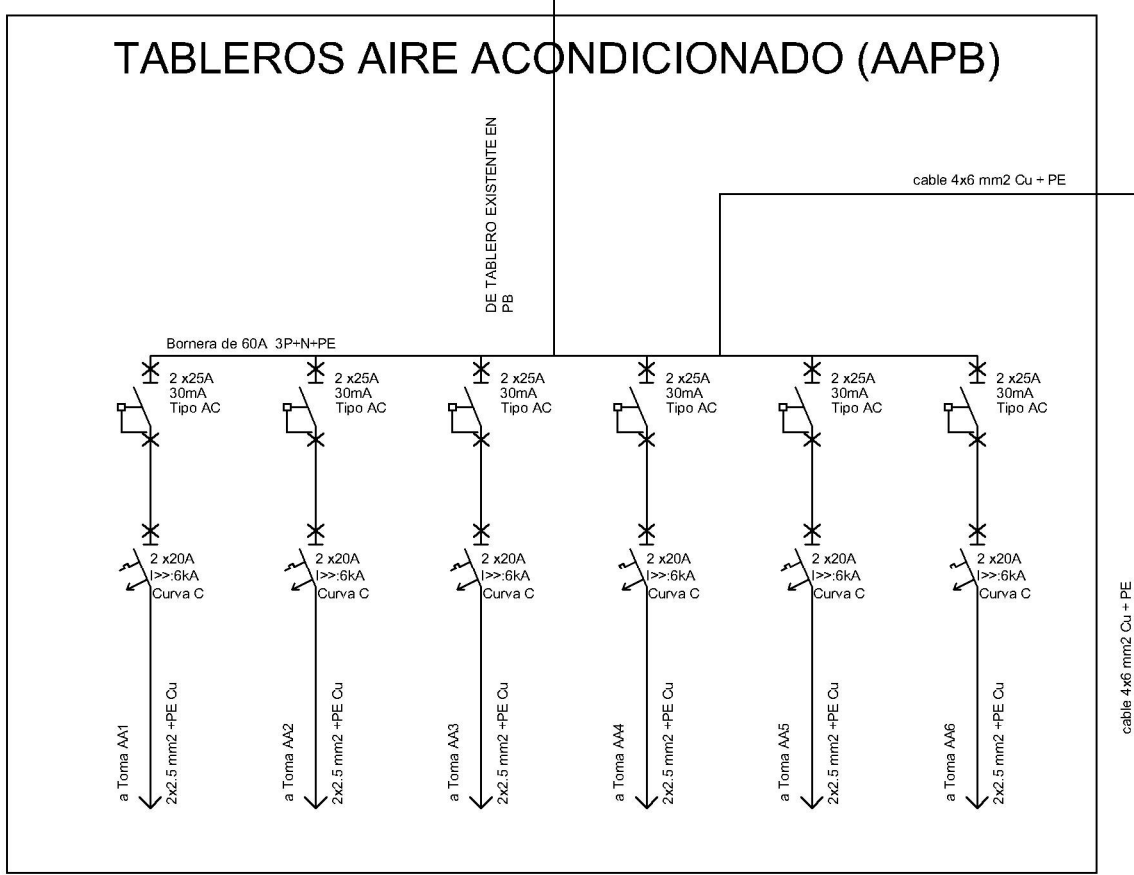 TABLEROS AIRE ACONDICIONADO (AAPB)
DE TABLERO EXISTENTE EN
PB
cable 4x6 mm2 Cu + PE
Bornera de 60A 3P+N+PE
2 x25A
30mA
Tipo AC
2 x25A
30mA
Tipo AC
2 x25A
30mA
Tipo AC
2 x25A
30mA
Tipo AC
2 x25A
30mA
Tipo AC
2 x25A
30mA
Tipo AC
2 x20A
I>>:6kA
Curva C
2 x20A
I>>:6kA
Curva C
2 x20A
I>>:6kA
Curva C
2 x20A
I>>:6kA
Curva C
2 x20A
I>>:6kA
Curva C
2 x20A
I>>:6kA
Curva C
a Toma AA1
2x2.5 mm2 +PE Cu
a Toma AA2
2x2.5 mm2 +PE Cu
a Toma AA3
2x2.5 mm2 +PE Cu
a Toma AA4
2x2.5 mm2 +PE Cu
a Toma AA5
2x2.5 mm2 +PE Cu
a Toma AA6
2x2.5 mm2 +PE Cu
cable 4x6 mm2 Cu + PE